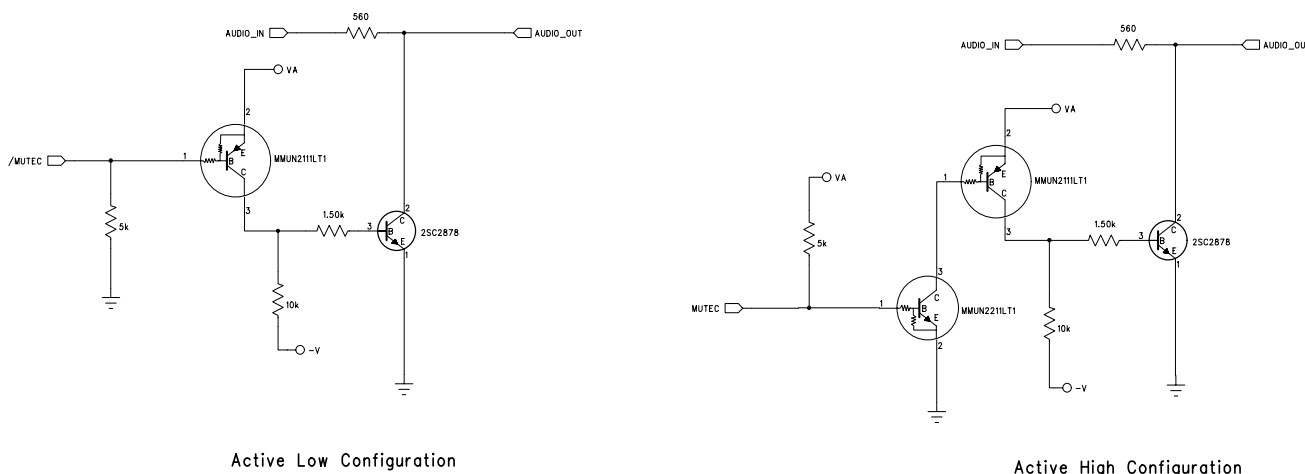 560
AUDIO_IN
AUDIO_OUT
VA
2
/MUTEC
1
B
E
C
MMUN2111LT1
3
5k
1.50k
3
B
2
C
E
1
2SC2878
10k
-V
Active Low Configuration
560
AUDIO_IN
AUDIO_OU
VA
2
VA
1
B
E
C
MMUN2111LT1
3
5k
1.50k
3
B
2
C
E
1
2SC2878
MUTEC
1
3
B
C
E
2
MMUN2211LT1
10k
-V
Active High Configuration